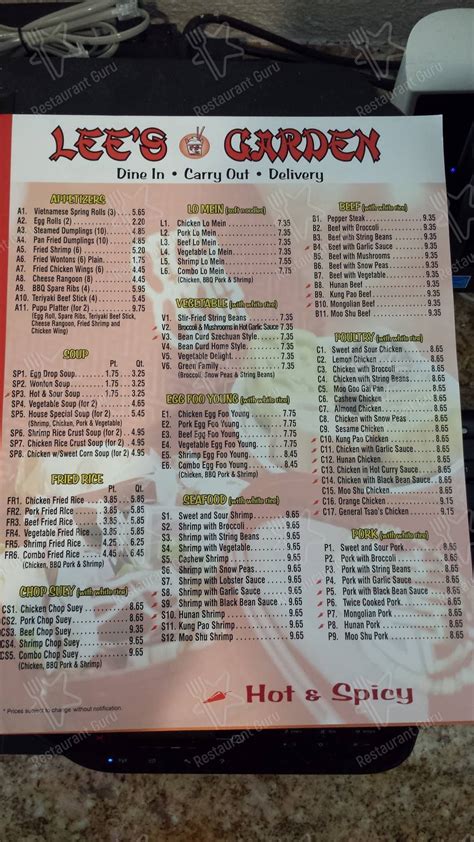 LEE'S GARDEN
Dine In • Carry Out • Delivery
APPETIZERS
A1. Vietnamese Spring Rolls (3) 5.65
A2. Egg Rolls (2) 2.20
A3. Steamed Dumplings (10) 5.45
A4. Pan Fried Dumplings (10) 5.45
A5. Fried Shrimp (6) 5.45
A6. Fried Wontons (6) Plain 1.75
A7. Fried Chicken Wings (6) 4.45
A8. Cheese Rangoon (8) 4.45
A9. BBQ Spare Ribs (4) 5.95
A10. Teriyaki Beef Stick (4) 5.45
A11. Pupu Platter (for 2)
(Egg Roll, Spare Rib, Teriyaki Beef Stick,
Cheese Rangoon, Fried Shrimp and
Chicken Wing)
SOUP
Pt. Qt.
SP1. Egg Drop Soup 1.75 3.25
SP2. Wonton Soup 1.75 3.25
SP3. Hot & Sour Soup 1.75 3.25
SP4. Vegetable Soup (for 2) 3.25
SP5. House Special Soup (for 2) 5.45
(Shrimp, Chicken, Pork & Vegetable)
SP6. Shrimp Rice Crust Soup (for 2) 5.45
SP7. Chicken Rice Crust Soup (for 2) 4.95
SP8. Chicken w/Sweet Corn Soup (for 2) 4.95
FRIED RICE
Pt. Qt.
FR1. Chicken Fried Rice 3.85 5.85
FR2. Pork Fried Rice 3.85 5.85
FR3. Beef Fried Rice 3.85 5.85
FR4. Vegetable Fried Rice 3.85 5.85
FR5. Shrimp Fried Rice 3.85 5.85
FR6. Combo Fried Rice 4.45 6.45
(Chicken, BBQ Pork & Shrimp)
CHOP SUEY (with white rice)
CS1. Chicken Chop Suey
CS2. Pork Chop Suey
CS3. Beef Chop Suey 9.35
CS4. Shrimp Chop Suey
CS5. Combo Chop Suey
(Chicken, BBQ Pork & Shrimp)
LO MEIN (soft noodles)
L1. Chicken Lo Mein 7.35
L2. Pork Lo Mein 7.35
L3. Beef Lo Mein 7.35
L4. Vegetable Lo Mein 7.35
L5. Shrimp Lo Mein 7.35
L6. Combo Lo Mein 7.35
(Chicken, BBQ Pork & Shrimp)
VEGETABLE (with white rice)
V1. Stir-Fried String Beans 7.35
V2. Broccoli & Mushrooms in Hot Garlic Sauce 7.35
V3. Bean Curd Szechuan Style 7.35
V4. Bean Curd Home Style 7.35
V5. Vegetable Delight 7.35
V6. Green Family 7.35
(Broccoli, Snow Peas & String Beans)
EGG FOO YOUNG (with white rice)
E1. Chicken Egg Foo Young 7.75
E2. Pork Egg Foo Young 7.75
E3. Beef Egg Foo Young 7.75
E4. Vegetable Egg Foo Young 7.75
E5. Shrimp Egg Foo Young 8.45
E6. Combo Egg Foo Young 8.45
(Chicken, BBQ Pork & Shrimp)
SEAFOOD (with white rice)
S1. Sweet and Sour Shrimp 9.65
S2. Shrimp with Broccoli 9.65
S3. Shrimp with String Beans 9.65
S4. Shrimp with Vegetable 9.65
S5. Cashew Shrimp 9.65
S6. Shrimp with Snow Peas 9.65
S7. Shrimp with Lobster Sauce 9.65
S8. Shrimp with Garlic Sauce 9.65
S9. Shrimp with Black Bean Sauce 9.65
S10. Hunan Shrimp 9.65
S11. Kung Pao Shrimp 9.65
S12. Moo Shu Shrimp 9.65
BEEF (with white rice)
B1. Pepper Steak 9.35
B2. Beef with Broccoli 9.35
B3. Beef with String Beans 9.35
B4. Beef with Garlic Sauce 9.35
B5. Beef with Mushrooms 9.35
B6. Beef with Snow Peas 9.35
B7. Beef with Vegetable 9.35
B8. Hunan Beef 9.35
B9. Kung Pao Beef 9.35
B10. Mongolian Beef 9.35
B11. Moo Shu Beef 9.35
POULTRY (with white rice)
C1. Sweet and Sour Chicken 8.65
C2. Lemon Chicken 8.65
C3. Chicken with Broccoli 8.65
C4. Chicken with String Beans 8.65
C5. Moo Goo Gai Pan 8.65
C6. Cashew Chicken 8.65
C7. Almond Chicken 8.65
C8. Chicken with Snow Peas 8.65
C9. Sesame Chicken 8.65
C10. Kung Pao Chicken 8.65
C11. Chicken with Garlic Sauce 8.65
C12. Hunan Chicken 8.65
C13. Chicken in Hot Curry Sauce 8.65
C14. Chicken with Black Bean Sauce 8.65
C15. Moo Shu Chicken 8.65
C16. Orange Chicken 8.65
C17. General Tsao's Chicken 8.65
PORK (with white rice)
P1. Sweet and Sour Pork 8.65
P2. Pork with Broccoli 8.65
P3. Pork with String Beans 8.65
P4. Pork with Garlic Sauce 8.65
P5. Pork with Black Bean Sauce 8.65
P6. Twice Cooked Pork 8.65
P7. Mongolian Pork 8.65
P8. Hunan Pork 8.65
P9. Moo Shu Pork 8.65
Hot & Spicy
* Prices sumit to change without notification.
Restaurant Guru